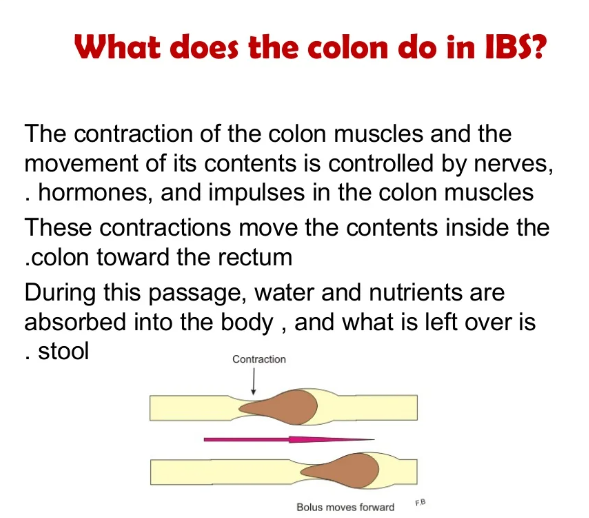 What does the colon do in IBS?
The contraction of the colon muscles and the
movement of its contents is controlled by nerves,
. hormones, and impulses in the colon muscles
These contractions move the contents inside the
.colon toward the rectum
During this passage, water and nutrients are
absorbed into the body , and what is left over is
. stool
Contraction
Bolus moves forward
F.B